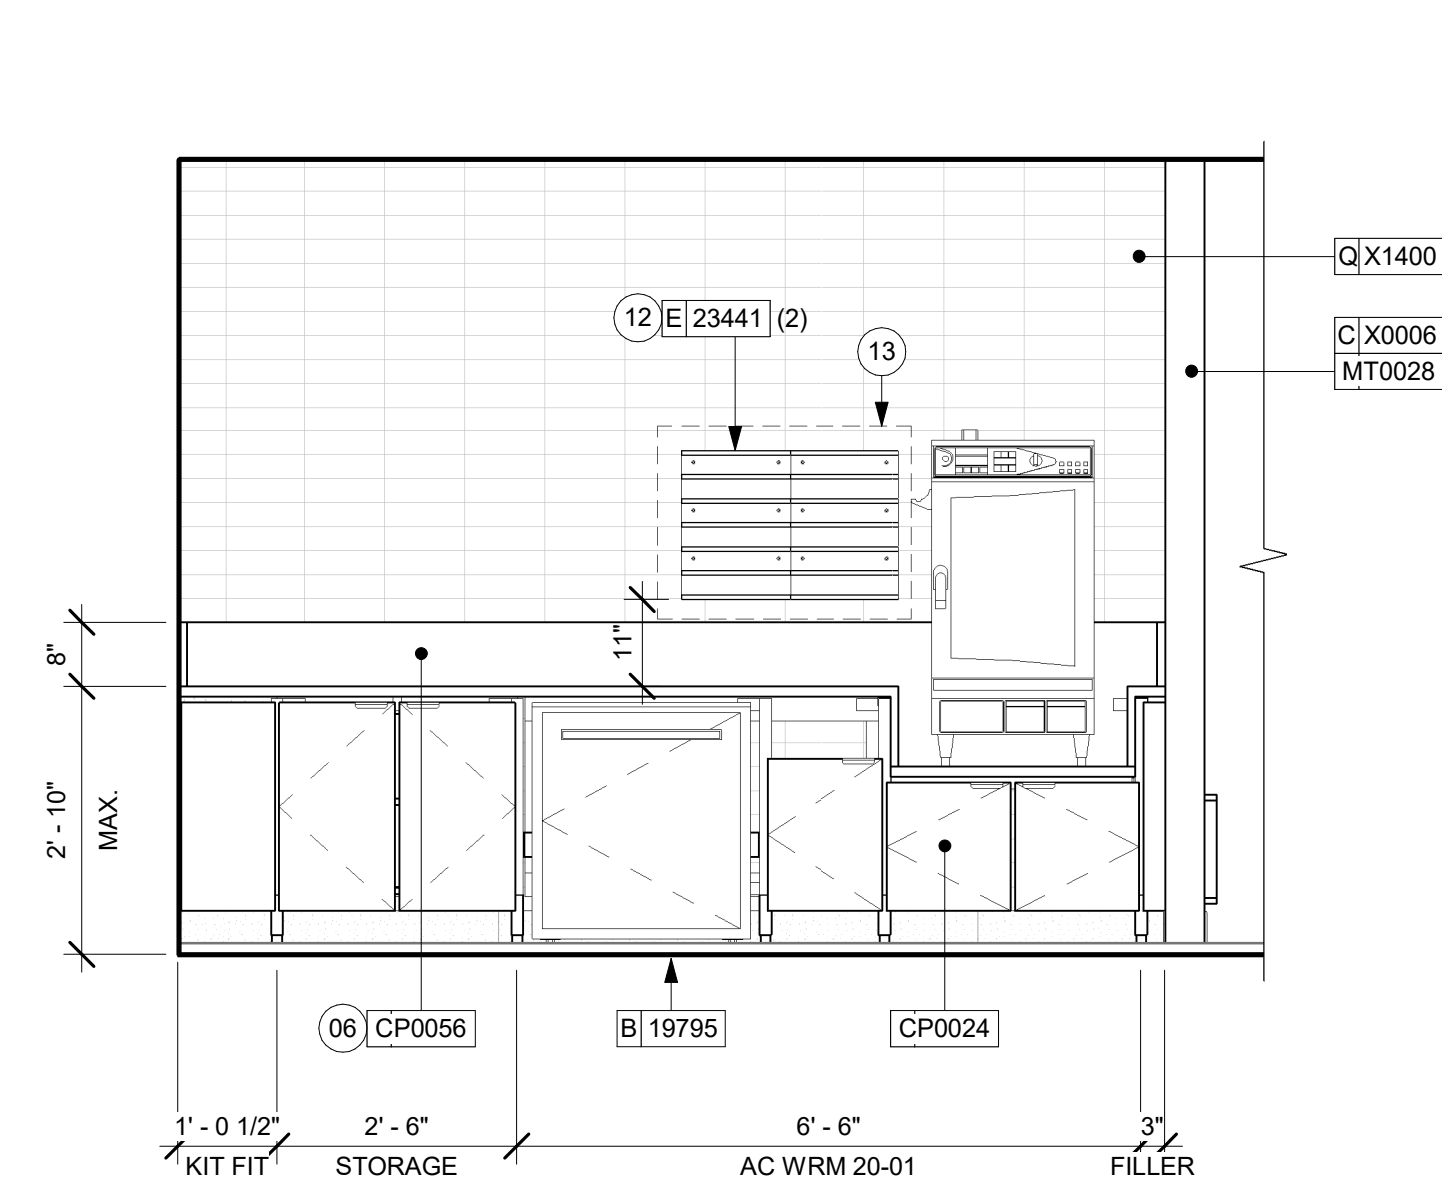 Q X1400
C X0006
MT0028
12 E 23441 (2)
13
11"
8"
2' - 10"
MAX.
06 CP0056
B 19795
CP0024
1' - 0 1/2"
2' - 6"
6' - 6"
3"
KIT FIT
STORAGE
AC WRM 20-01
FILLER